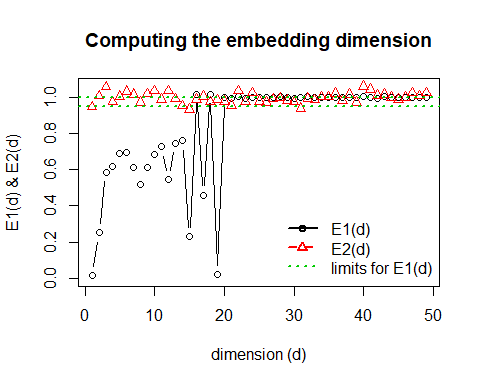 Computing the embedding dimension
E1(d) & E2(d)
1.0
0.8
0.6
0.4
0.2
0.0
E1(d)
E2(d)
limits for E1(d)
0 10 20 30 40 50
dimension (d)